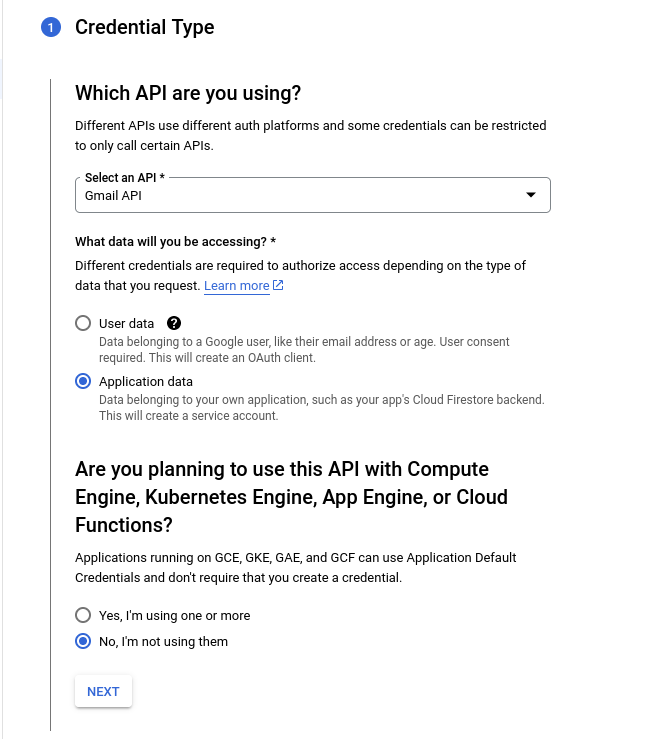 1 Credential Type
Which API are you using?
Different APIs use different auth platforms and some credentials can be restricted
to only call certain APIs.
Select an API *
Gmail API
What data will you be accessing? *
Different credentials are required to authorize access depending on the type of
data that you request. Learn more
User data ?
Data belonging to a Google user, like their email address or age. User consent
required. This will create an OAuth client.
Application data
Data belonging to your own application, such as your app's Cloud Firestore backend.
This will create a service account.
Are you planning to use this API with Compute
Engine, Kubernetes Engine, App Engine, or Cloud
Functions?
Applications running on GCE, GKE, GAE, and GCF can use Application Default
Credentials and don't require that you create a credential.
Yes, I'm using one or more
No, I'm not using them
NEXT